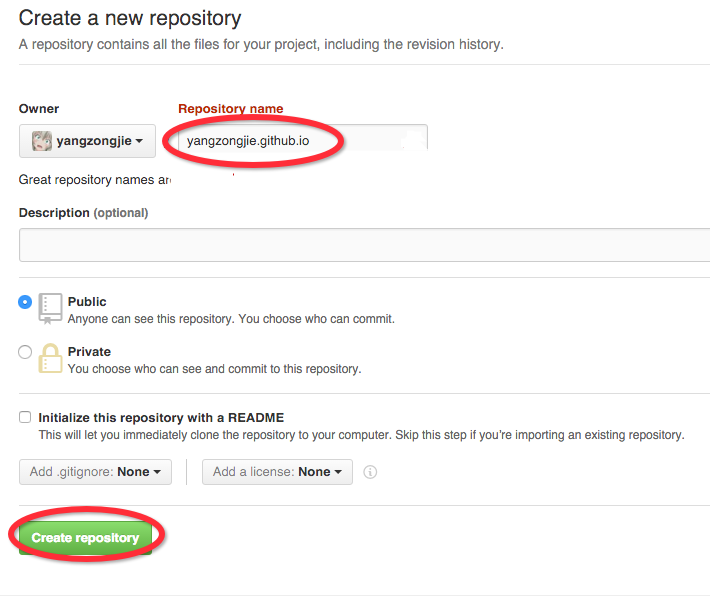 Create a new repository
A repository contains all the files for your project, including the revision history.
Owner
Repository name
yangzongjie
yangzongjie.github.io
Great repository names are
Description (optional)
Public
Anyone can see this repository. You choose who can commit.
Private
You choose who can see and commit to this repository.
Initialize this repository with a README
This will let you immediately clone the repository to your computer. Skip this step if you're importing an existing repository.
Add .gitignore: None
Add a license: None
Create repository